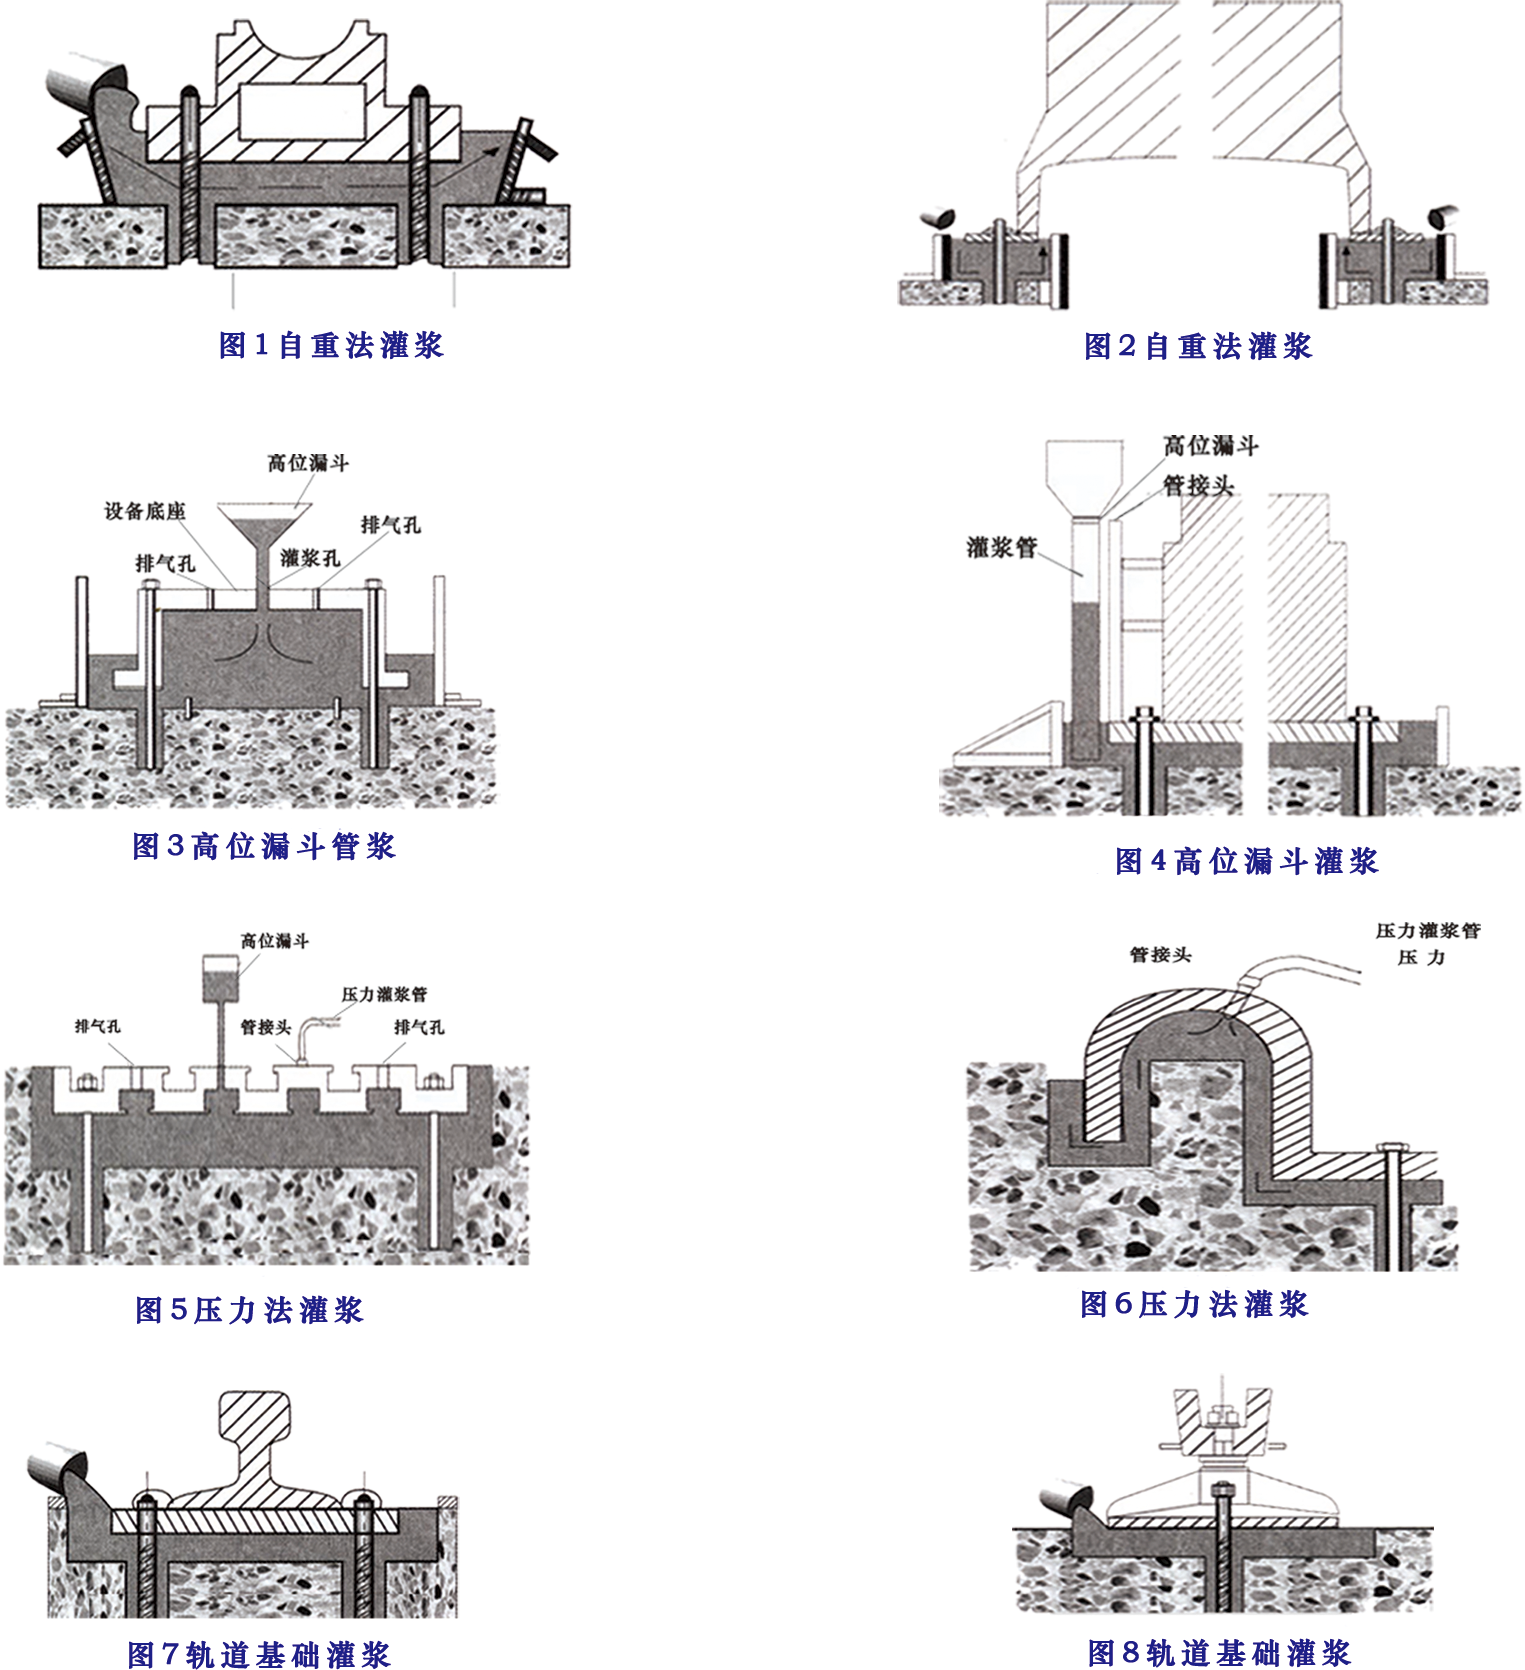 图1自重法灌浆
图2自重法灌浆
高位漏斗
设备底座
排气孔
排气孔
灌浆孔
图3高位漏斗管浆
高位漏斗
管接头
灌浆管
图4高位漏斗灌浆
高位漏斗
压力灌浆管
排气孔
管接头
排气孔
图5压力法灌浆
压力灌浆管
管接头
压力
图6压力法灌浆
图7轨道基础灌浆
图8轨道基础灌浆